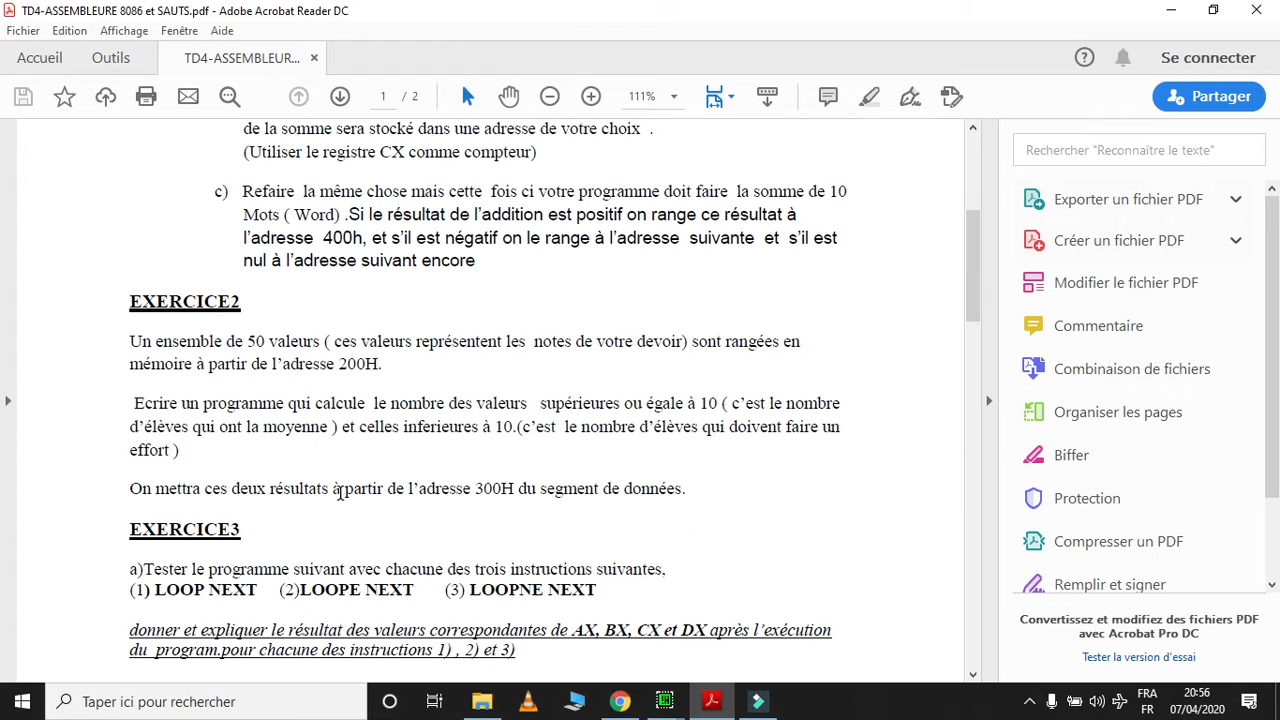 TD4-ASSEMBLEURE 8086 et SAUTS.pdf - Adobe Acrobat Reader DC
Fichier Edition Affichage Fenêtre Aide
Accueil Outils TD4-ASSEMBLEUR... × Se connecter
1 / 2 111% Partager
de la somme sera stocké dans une adresse de votre choix .
(Utiliser le registre CX comme compteur)
c) Refaire la même chose mais cette fois ci votre programme doit faire la somme de 10
Mots ( Word) .Si le résultat de l'addition est positif on range ce résultat à
l'adresse 400h, et s'il est négatif on le range à l'adresse suivante et s'il est
nul à l'adresse suivant encore
EXERCICE2
Un ensemble de 50 valeurs ( ces valeurs représentent les notes de votre devoir) sont rangées en
mémoire à partir de l'adresse 200H.
Ecrire un programme qui calcule le nombre des valeurs supérieures ou égale à 10 ( c'est le nombre
d'élèves qui ont la moyenne ) et celles inferieures à 10.(c'est le nombre d'élèves qui doivent faire un
effort )
On mettra ces deux résultats à partir de l'adresse 300H du segment de données.
EXERCICE3
a)Tester le programme suivant avec chacune des trois instructions suivantes,
(1) LOOP NEXT (2)LOOPE NEXT (3) LOOPNE NEXT
donner et expliquer le résultat des valeurs correspondantes de AX, BX, CX et DX après l'exécution
du program.pour chacune des instructions 1) , 2) et 3)
Rechercher "Reconnaître le texte"
Exporter un fichier PDF
Créer un fichier PDF
Modifier le fichier PDF
Commentaire
Combinaison de fichiers
Organiser les pages
Biffer
Protection
Compresser un PDF
Remplir et signer
Convertissez et modifiez des fichiers PDF
avec Acrobat Pro DC
Tester la version d'essai
Taper ici pour rechercher
FRA
FR
20:56
07/04/2020